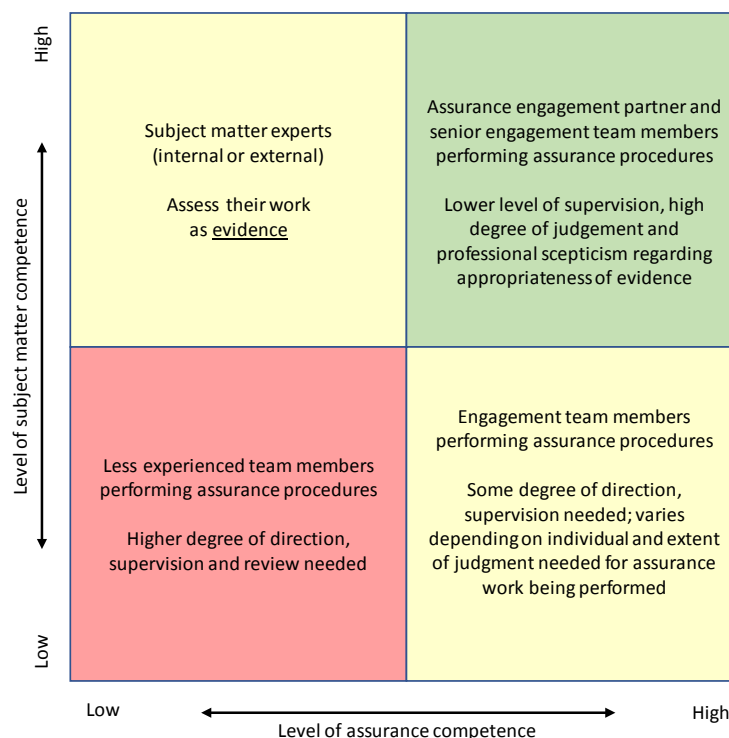 High
Subject matter experts
(internal or external)
Assess their work
as evidence
Assurance engagement partner and
senior engagement team members
performing assurance procedures
Lower level of supervision, high
degree of judgement and
professional scepticism regarding
appropriateness of evidence
Level of subject matter competence
Less experienced team members
performing assurance procedures
Higher degree of direction,
supervision and review needed
Engagement team members
performing assurance procedures
Some degree of direction,
supervision needed; varies
depending on individual and extent
of judgment needed for assurance
work being performed
Low
Low
High
Level of assurance competence